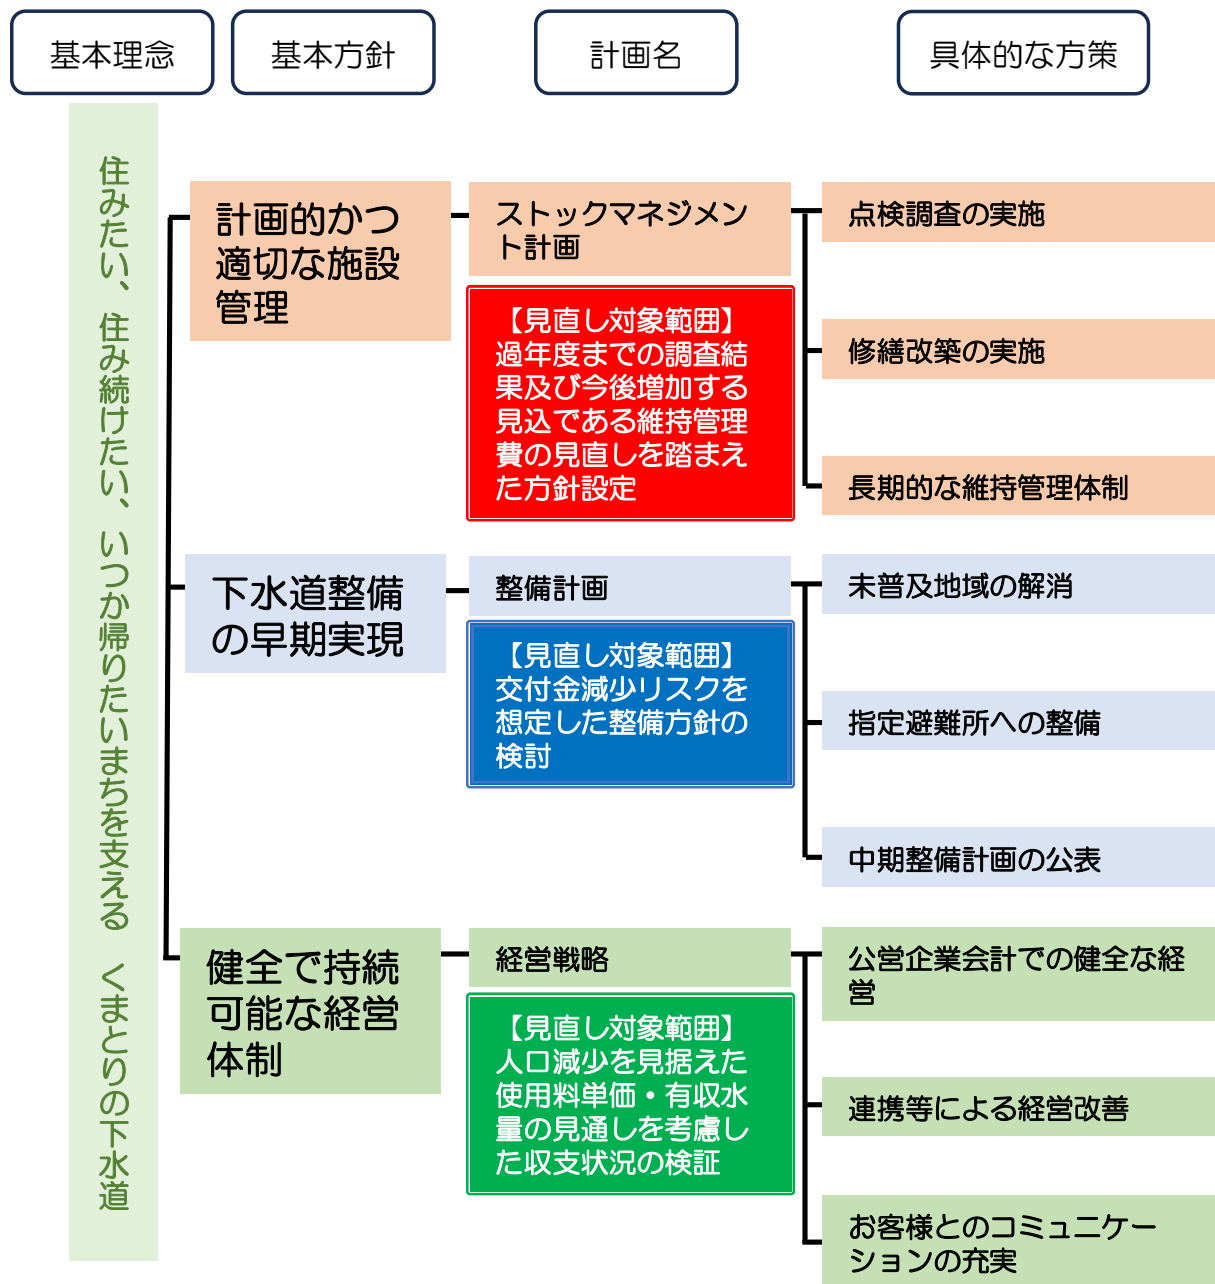 基本理念
基本方針
計画名
具体的な方策
住みたい、住み続けたい、いつか帰りたいまちを支える　くまとりの下水道
計画的かつ
適切な施設
管理
ストックマネジメン
ト計画
【見直し対象範囲】
過年度までの調査結
果及び今後増加する
見込である維持管理
費の見直しを踏まえ
た方針設定
点検調査の実施
修繕改築の実施
長期的な維持管理体制
下水道整備
の早期実現
整備計画
【見直し対象範囲】
交付金減少リスクを
想定した整備方針の
検討
未普及地域の解消
指定避難所への整備
中期整備計画の公表
健全で持続
可能な経営
体制
経営戦略
【見直し対象範囲】
人口減少を見据えた
使用料単価・有収水
量の見通しを考慮し
た収支状況の検証
公営企業会計での健全な経
営
連携等による経営改善
お客様とのコミュニケー
ションの充実